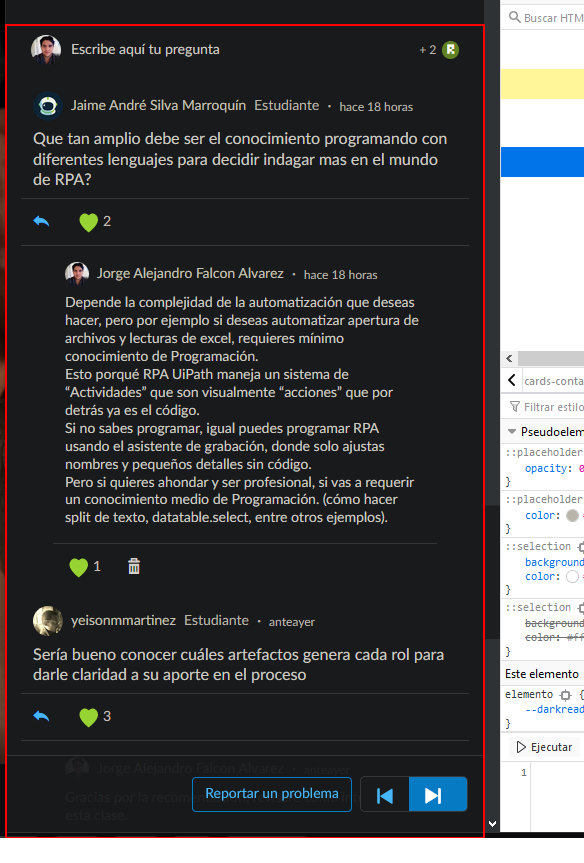 Buscar HTM
Escribe aquí tu pregunta
+ 2 R
Jaime André Silva Marroquín Estudiante • hace 18 horas
Que tan amplio debe ser el conocimiento programando con
diferentes lenguajes para decidir indagar mas en el mundo
de RPA?
2
Jorge Alejandro Falcon Alvarez • hace 18 horas
Depende la complejidad de la automatización que deseas
hacer, pero por ejemplo si deseas automatizar apertura de
archivos y lecturas de excel, requieres mínimo
conocimiento de Programación.
Esto porqué RPA UiPath maneja un sistema de
“Actividades” que son visualmente “acciones” que por
detrás ya es el código.
Si no sabes programar, igual puedes programar RPA
usando el asistente de grabación, donde solo ajustas
nombres y pequeños detalles sin código.
Pero si quieres ahondar y ser profesional, si vas a requerir
un conocimiento medio de Programación. (cómo hacer
split de texto, datatable.select, entre otros ejemplos).
1
yeisonmmartinez Estudiante • anteayer
Sería bueno conocer cuáles artefactos genera cada rol para
darle claridad a su aporte en el proceso
3
Jorge Alejandro Falcon Alvarez • anteayer
Gracias por la
esta clase.
Reportar un problema
cards-conta
Filtrar estilo
Pseudoelem
::placeholder
opacity: 0
}
::placeholder
color:
}
::selection
background
color:
}
::selection
background
color: #ff
}
Este elemento
elemento {
--darkread
}
Ejecutar
1